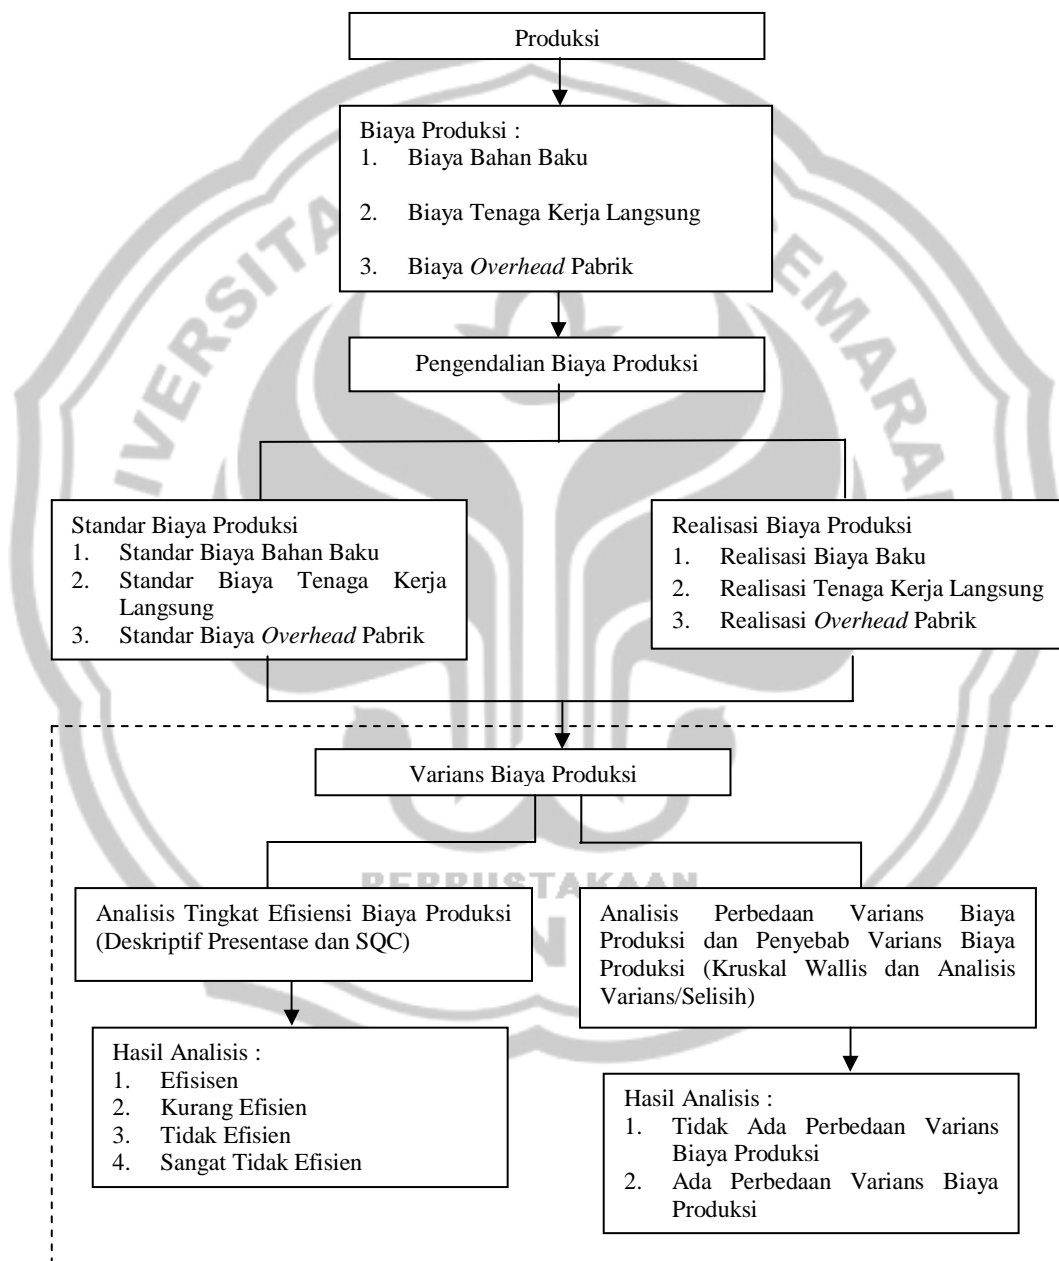 Produksi
Biaya Produksi :
1. Biaya Bahan Baku
2. Biaya Tenaga Kerja Langsung
3. Biaya Overhead Pabrik
Pengendalian Biaya Produksi
Standar Biaya Produksi
1. Standar Biaya Bahan Baku
2. Standar Biaya Tenaga Kerja
Langsung
3. Standar Biaya Overhead Pabrik
Realisasi Biaya Produksi
1. Realisasi Biaya Baku
2. Realisasi Tenaga Kerja Langsung
3. Realisasi Overhead Pabrik
Varians Biaya Produksi
Analisis Tingkat Efisiensi Biaya Produksi
(Deskriptif Presentase dan SQC)
Analisis Perbedaan Varians Biaya
Produksi dan Penyebab Varians Biaya
Produksi (Kruskal Wallis dan Analisis
Varians/Selisih)
Hasil Analisis :
1. Efisisen
2. Kurang Efisien
3. Tidak Efisien
4. Sangat Tidak Efisien
Hasil Analisis :
1. Tidak Ada Perbedaan Varians
Biaya Produksi
2. Ada Perbedaan Varians Biaya
Produksi
PERPUSTAKAAN